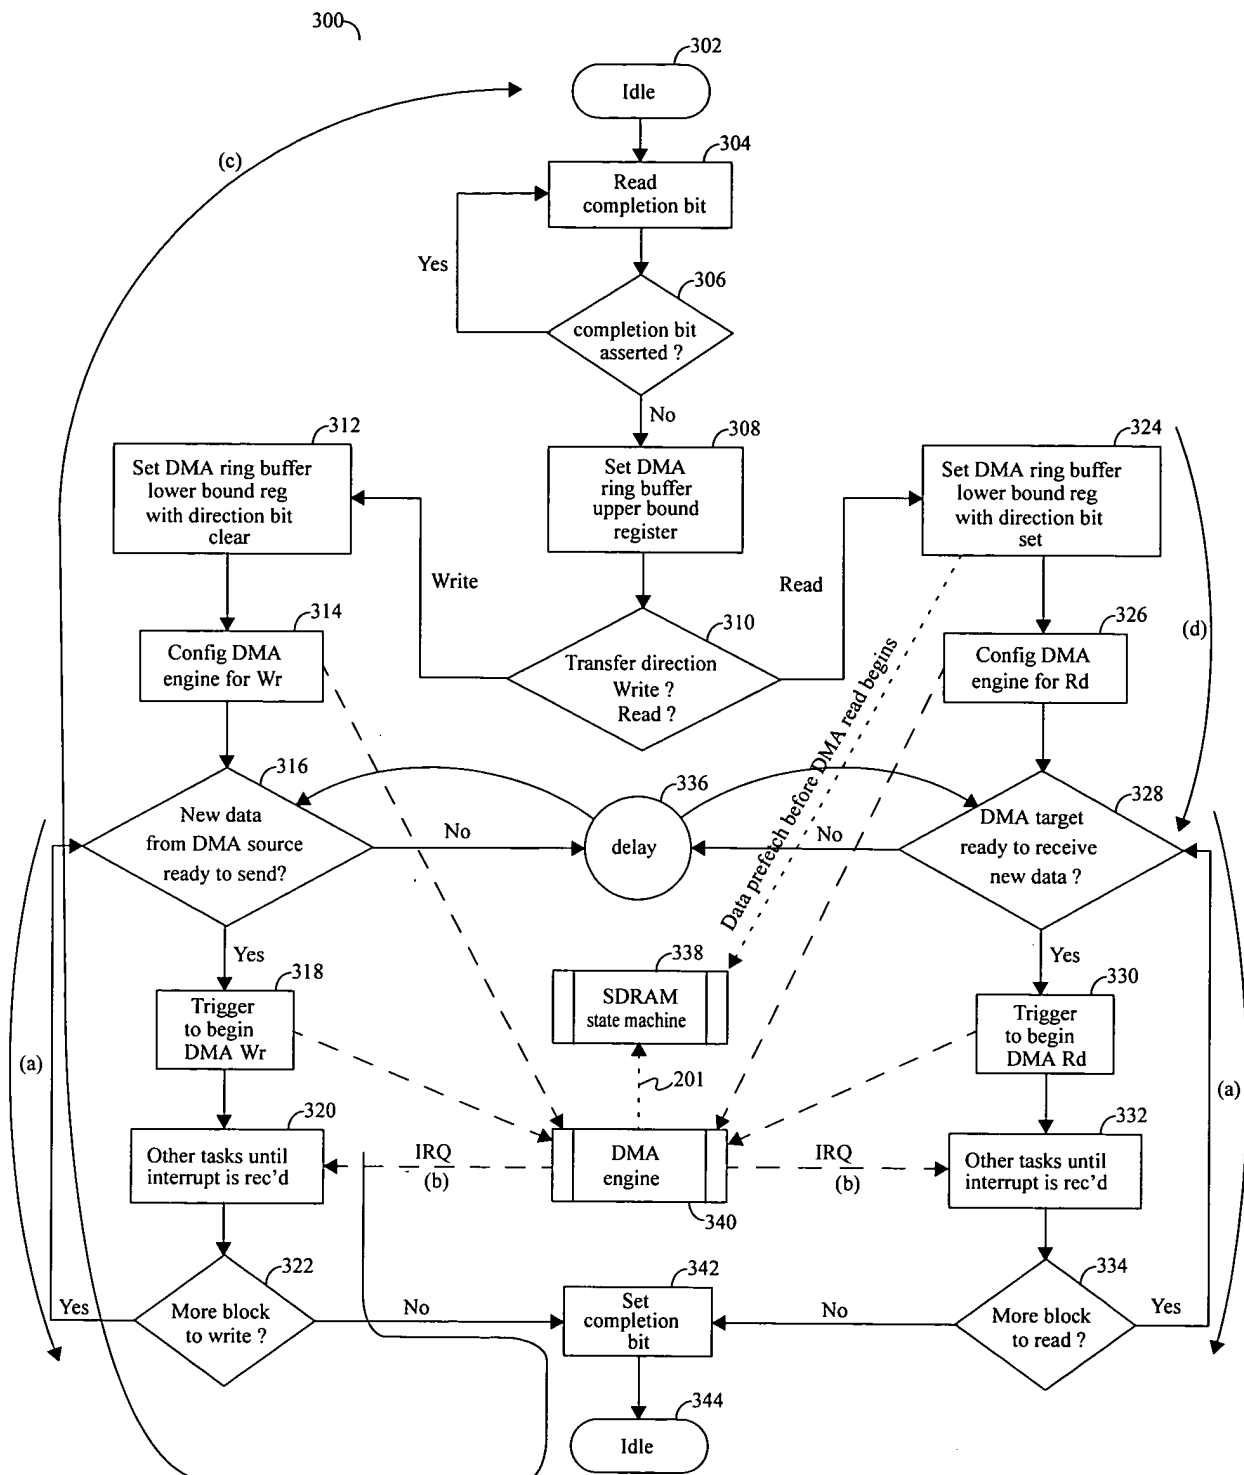 300
302
Idle
(c)
304
Read
completion bit
Yes
306
completion bit
asserted ?
No
312
308
324
Set DMA ring buffer
lower bound reg
with direction bit
clear
Set DMA
ring buffer
upper bound
register
Set DMA ring buffer
lower bound reg
with direction bit
set
Write
Read
314
310
326
(d)
Config DMA
engine for Wr
Transfer direction
Write ?
Read ?
Config DMA
engine for Rd
Data prefetch before DMA read begins
316
336
328
New data
from DMA source
ready to send?
No
delay
No
DMA target
ready to receive
new data ?
Yes
Yes
318
338
330
Trigger
to begin
DMA Wr
SDRAM
state machine
Trigger
to begin
DMA Rd
(a)
201
(a)
320
332
Other tasks until
interrupt is rec'd
IRQ
(b)
DMA
engine
IRQ
(b)
Other tasks until
interrupt is rec'd
340
322
342
334
Yes
More block
to write ?
No
Set
completion
bit
No
More block
to read ?
Yes
344
Idle